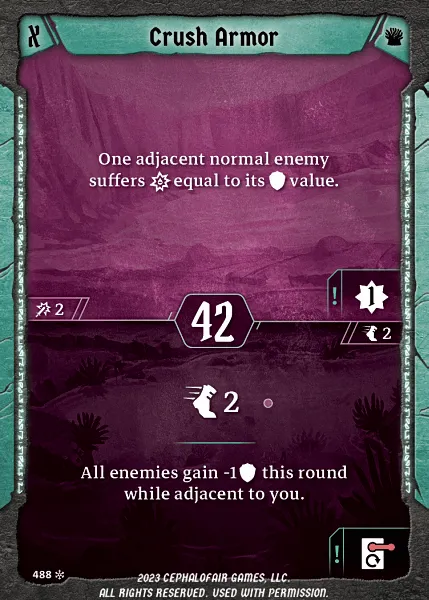 X
Crush Armor
One adjacent normal enemy
suffers equal to its value.
! 1
2
42
2
2
All enemies gain -1 this round
while adjacent to you.
!
488
2023 CEPHALOFAIR GAMES, LLC.
ALL RIGHTS RESERVED. USED WITH PERMISSION.